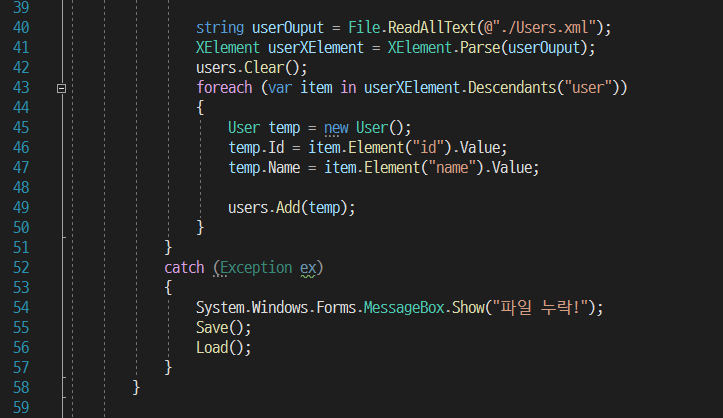 39
40 string userOuput = File.ReadAllText(@"./Users.xml");
41 XElement userXElement = XElement.Parse(userOuput);
42 users.Clear();
43 foreach (var item in userXElement.Descendants("user"))
44 {
45 User temp = new User();
46 temp.Id = item.Element("id").Value;
47 temp.Name = item.Element("name").Value;
48
49 users.Add(temp);
50 }
51 }
52 catch (Exception ex)
53 {
54 System.Windows.Forms.MessageBox.Show("파일 누락!");
55 Save();
56 Load();
57 }
58 }
59